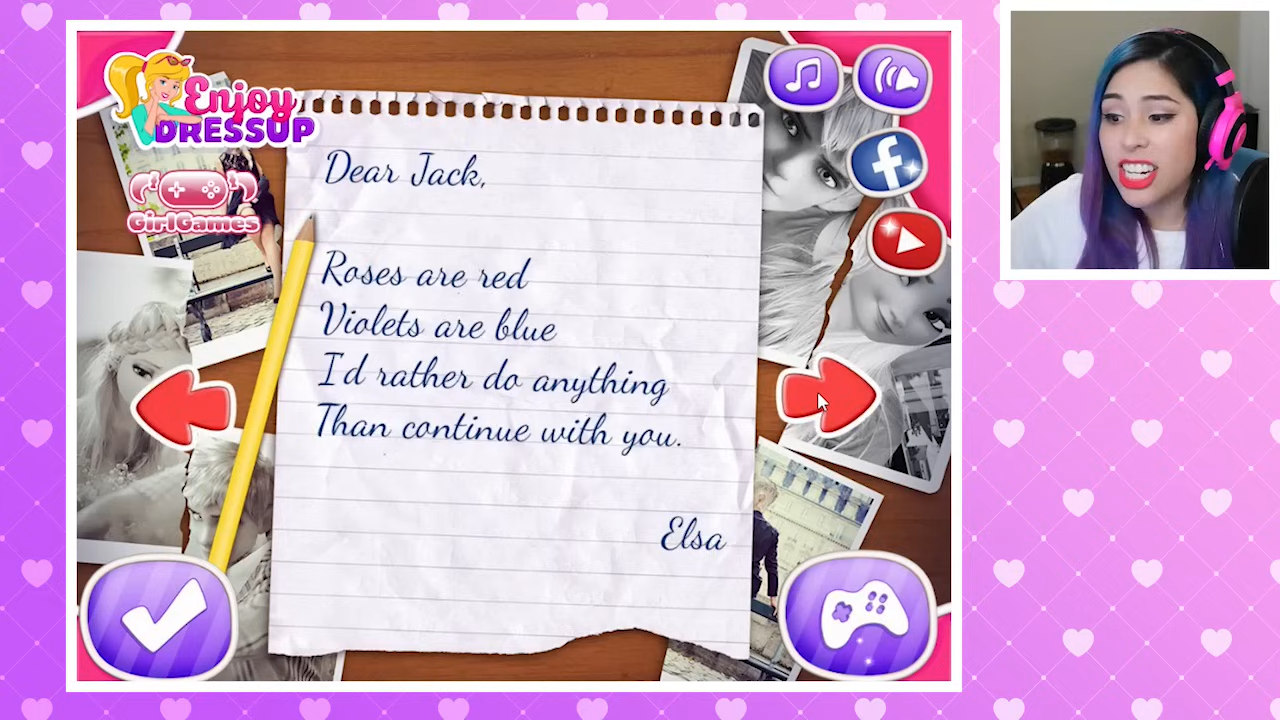 Enjoy
DRESSUP
GirlGames
Dear Jack,
Roses are red
Violets are blue
I'd rather do anything
Than continue with you.
Elsa